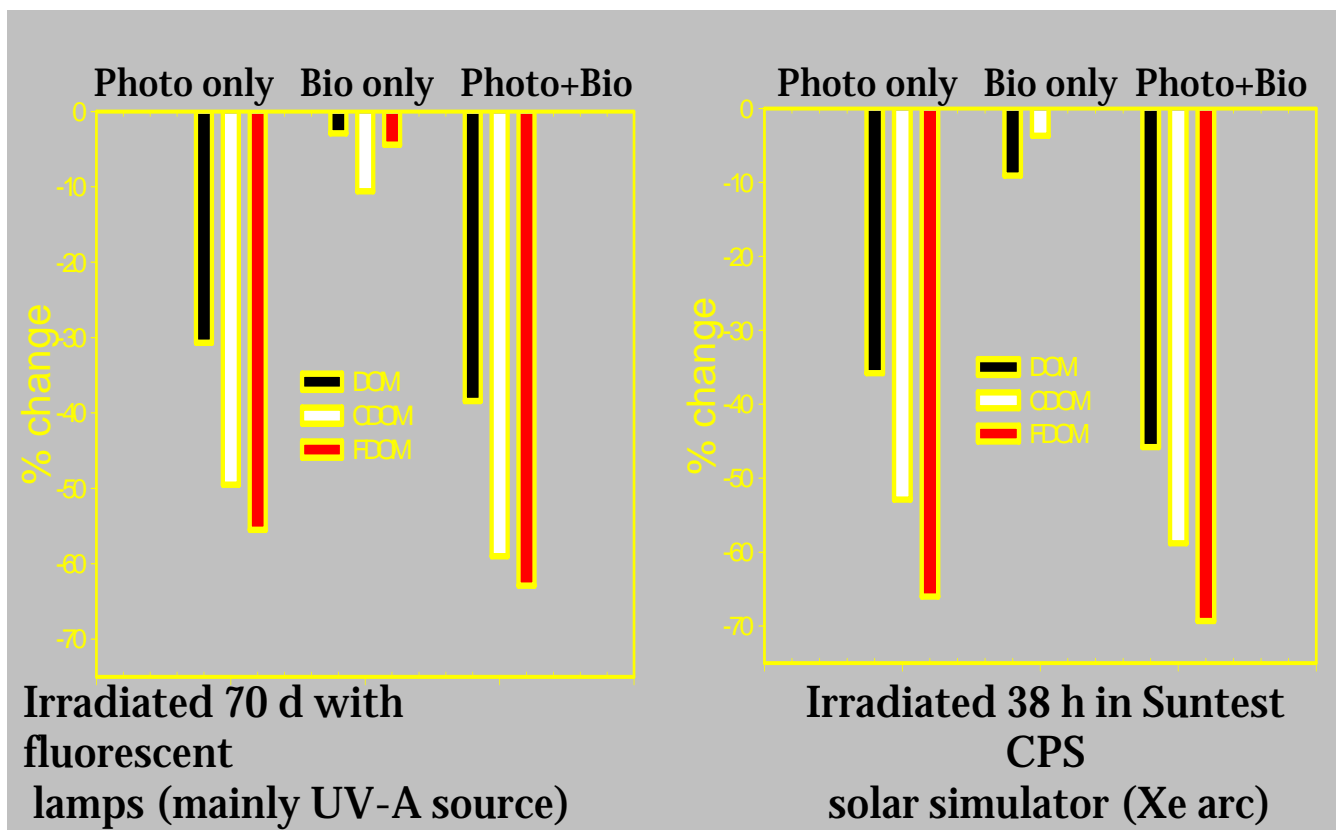 Photo only Bio only Photo+Bio
0
-10
-20
-30
-40
-50
-60
-70
% change
DOM
CDOM
FDOM
Irradiated 70 d with
fluorescent
lamps (mainly UV-A source)
Photo only Bio only Photo+Bio
0
-10
-20
-30
-40
-50
-60
-70
% change
DOM
CDOM
FDOM
Irradiated 38 h in Suntest
CPS
solar simulator (Xe arc)